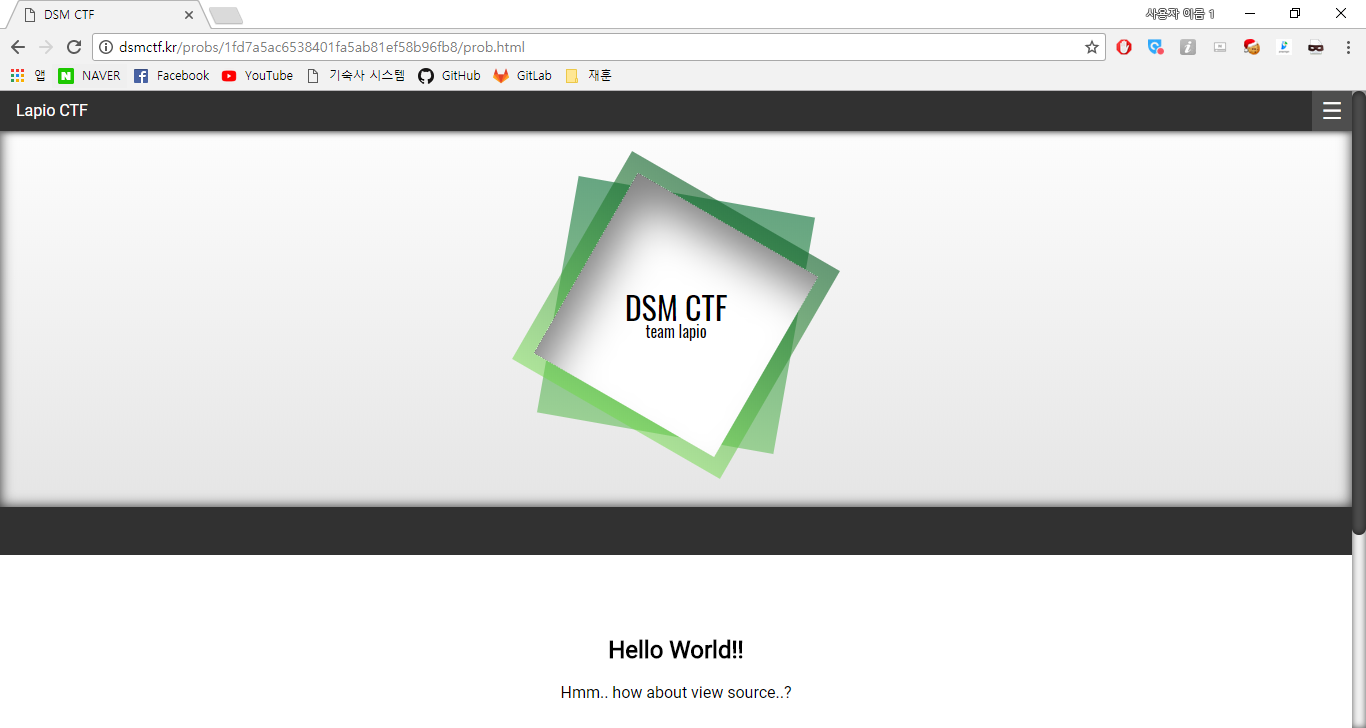 DSM CTF
사용자 이름 1
dsmctf.kr/probs/1fd7a5ac6538401fa5ab81ef58b96fb8/prob.html
앱 NAVER Facebook YouTube 기숙사 시스템 GitHub GitLab 재훈
Lapio CTF
DSM CTF
team lapio
Hello World!!
Hmm.. how about view source..?